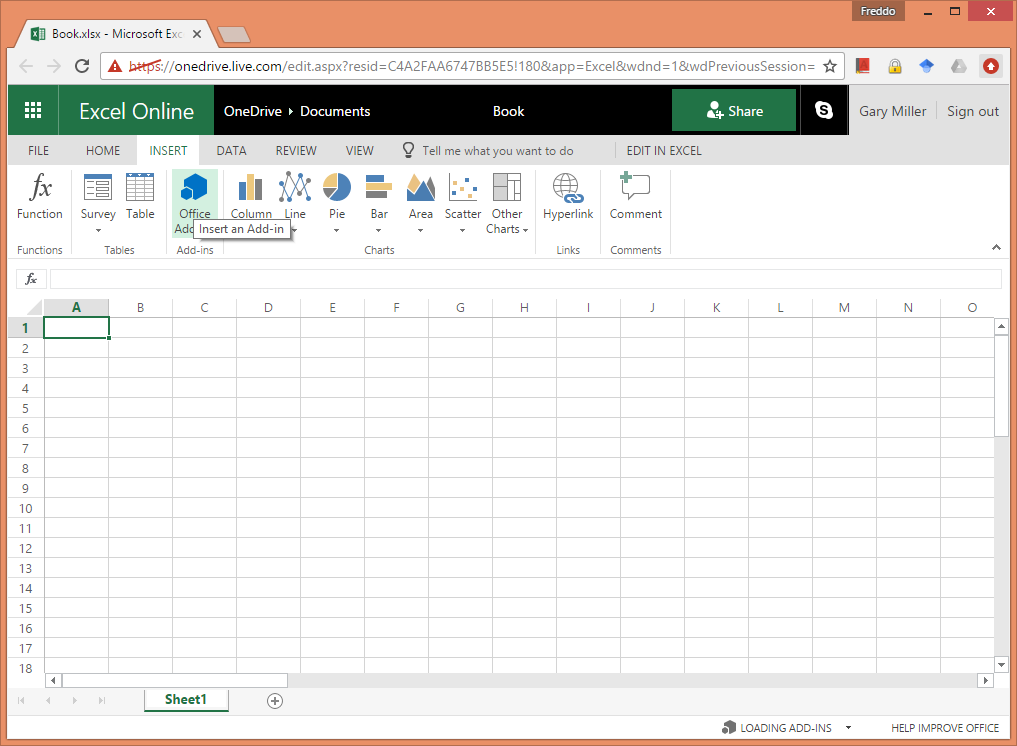 Freddo
Book.xlsx - Microsoft Exc
https://onedrive.live.com/edit.aspx?resid=C4A2FAA6747BB5E5!180&app=Excel&wdnd=1&wdPreviousSession=
Excel Online OneDrive Documents Book Share Gary Miller Sign out
FILE HOME INSERT DATA REVIEW VIEW Tell me what you want to do EDIT IN EXCEL
fx
Function Survey Table Office Column Line Pie Bar Area Scatter Other Hyperlink Comment
Add Insert an Add-in Charts
Functions Tables Add-ins Charts Links Comments
fx
A B C D E F G H I J K L M N O
1
2
3
4
5
6
7
8
9
10
11
12
13
14
15
16
17
18
Sheet1
LOADING ADD-INS HELP IMPROVE OFFICE